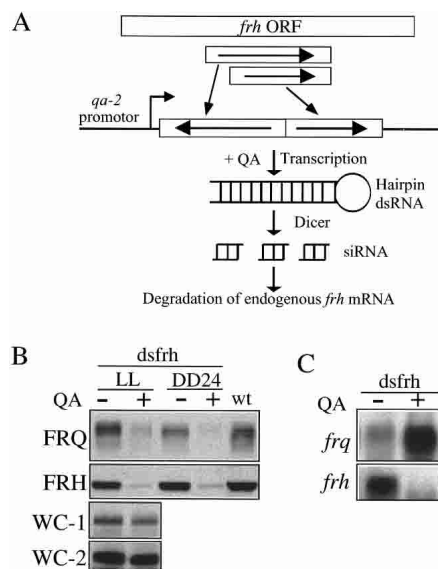 A
frh ORF
qa-2
promotor
+ QA Transcription
Hairpin
dsRNA
Dicer
siRNA
Degradation of endogenous frh mRNA
B
dsfrh
LL DD24
QA - + - + wt
FRQ
FRH
WC-1
WC-2
C
dsfrh
QA - +
frq
frh